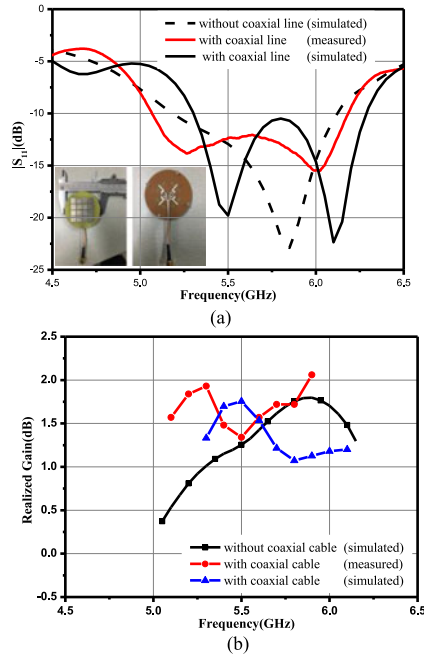 (a)
0
-5
-10
-15
-20
-25
|S₁₁|(dB)
without coaxial line (simulated)
with coaxial line (measured)
with coaxial line (simulated)
4.5 5.0 5.5 6.0 6.5
Frequency(GHz)
(a)
2.5
2.0
1.5
1.0
0.5
0.0
-0.5
Realized Gain(dB)
without coaxial cable (simulated)
with coaxial cable (measured)
with coaxial cable (simulated)
4.5 5.0 5.5 6.0 6.5
Frequency(GHz)
(b)